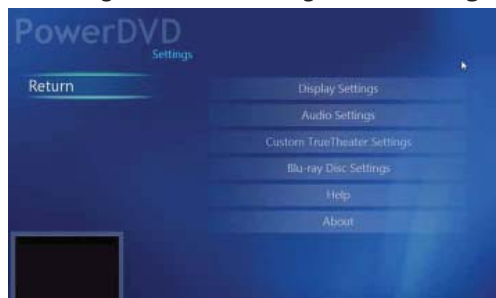 PowerDVD
Settings
Return
Display Settings
Audio Settings
Custom TrueTheater Settings
Blu-ray Disc Settings
Help
About